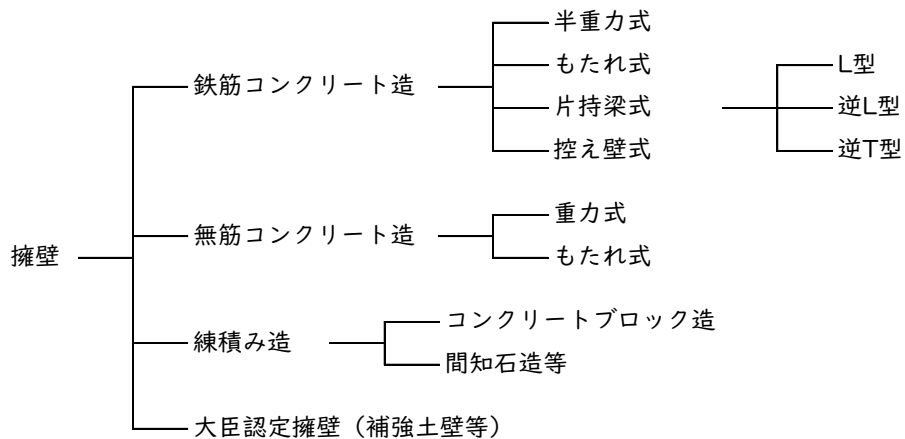 擁壁
鉄筋コンクリート造
半重力式
もたれ式
片持梁式
L型
逆L型
逆T型
控え壁式
無筋コンクリート造
重力式
もたれ式
練積み造
コンクリートブロック造
間知石造等
大臣認定擁壁（補強土壁等）